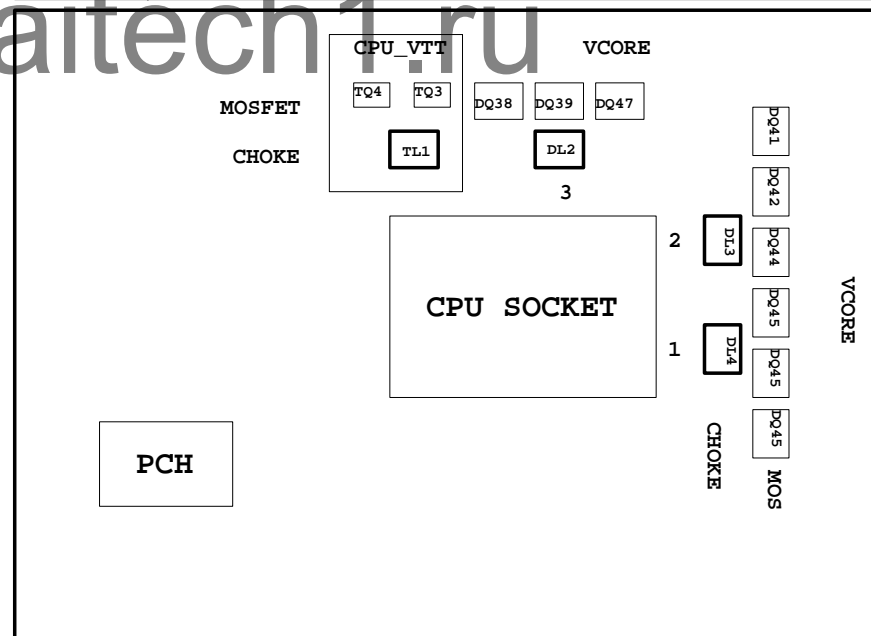 aitech1.ru
CPU_VTT
VCORE
MOSFET
TQ4
TQ3
DQ38
DQ39
DQ47
CHOKE
TL1
DL2
3
DQ41
DQ42
DQ44
DQ45
DQ45
DQ45
2
DL3
1
DL4
CPU SOCKET
VCORE
CHOKE
MOS
PCH